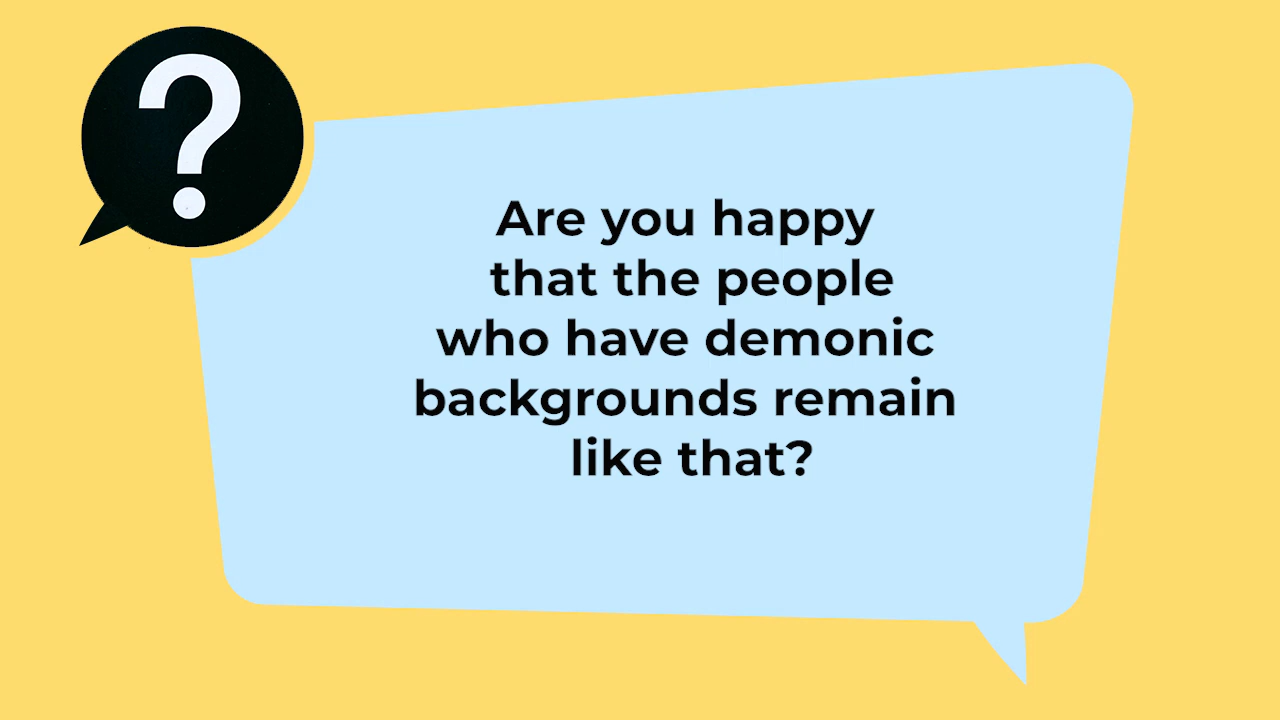 ?
Are you happy
that the people
who have demonic
backgrounds remain
like that?